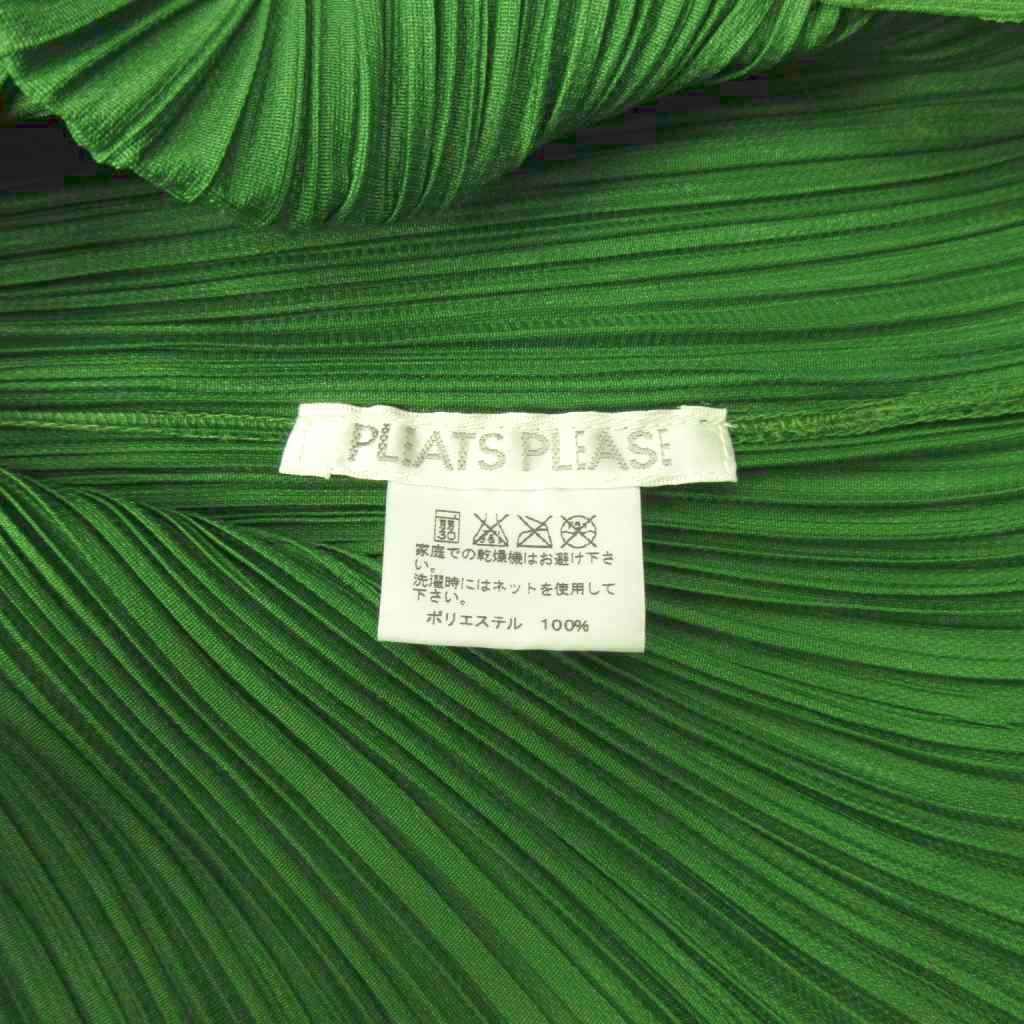 PLEATS PLEASE
30
家庭での乾燥機はお避け下さ
い。
洗濯時にはネットを使用して
下さい。
ポリエステル 100%